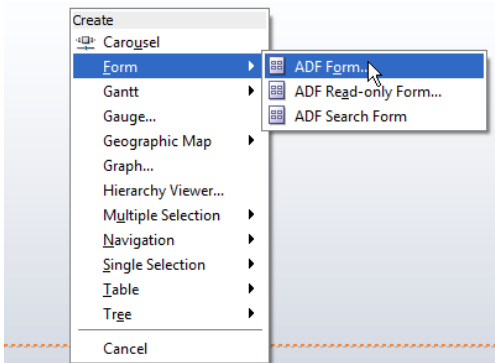 Create
Carousel
Form
ADF Form...
Gantt
ADF Read-only Form...
Gauge...
ADF Search Form
Geographic Map
Graph...
Hierarchy Viewer...
Multiple Selection
Navigation
Single Selection
Table
Tree
Cancel